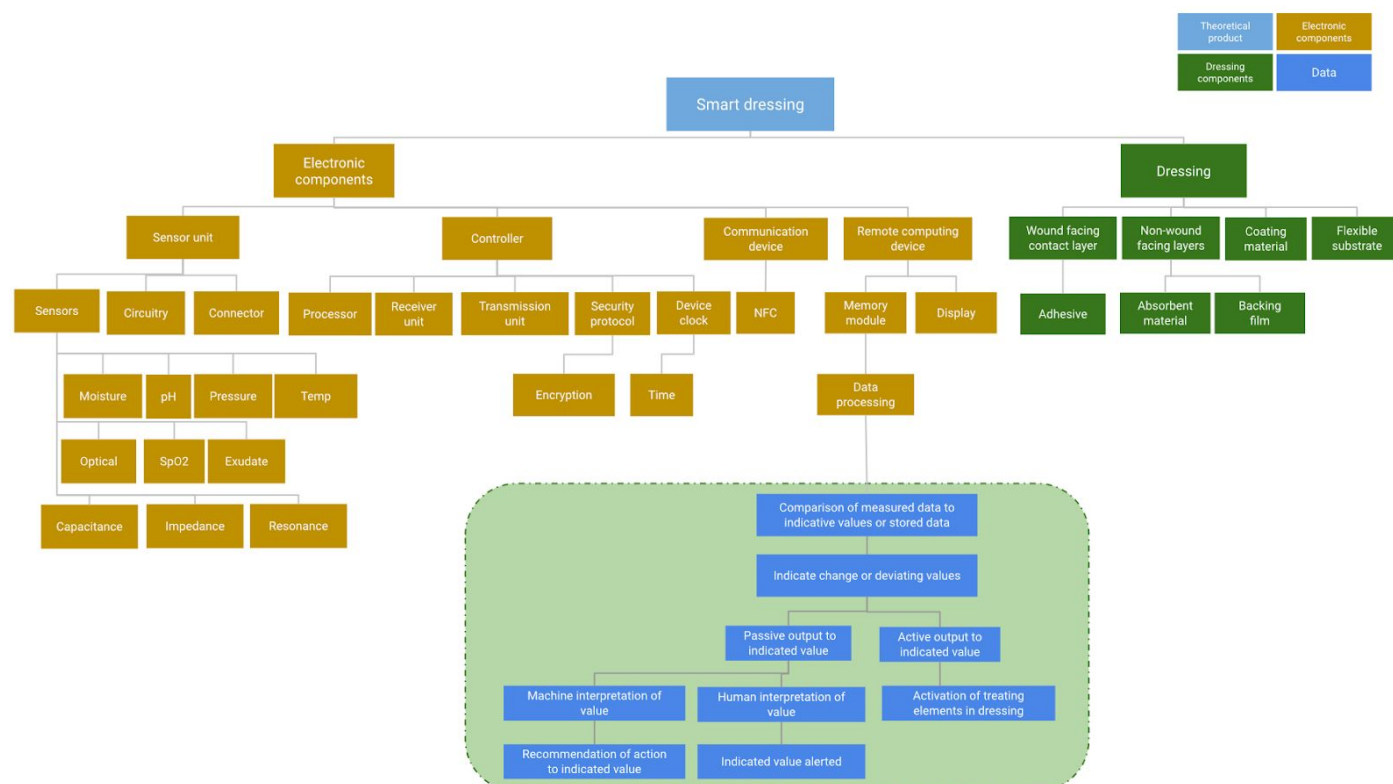 Theoretical
product
Electronic
components
Dressing
components
Data
Smart dressing
Electronic
components
Dressing
Sensor unit
Controller
Communication
device
Remote computing
device
Wound facing
contact layer
Non-wound
facing layers
Coating
material
Flexible
substrate
Sensors
Circuitry
Connector
Processor
Receiver
unit
Transmission
unit
Security
protocol
Device
clock
NFC
Memory
module
Display
Adhesive
Absorbent
material
Backing
film
Moisture
pH
Pressure
Temp
Encryption
Time
Data
processing
Optical
SpO2
Exudate
Capacitance
Impedance
Resonance
Comparison of measured data to
indicative values or stored data
Indicate change or deviating values
Passive output to
indicated value
Active output to
indicated value
Machine interpretation of
value
Human interpretation of
value
Activation of treating
elements in dressing
Recommendation of action
to indicated value
Indicated value alerted